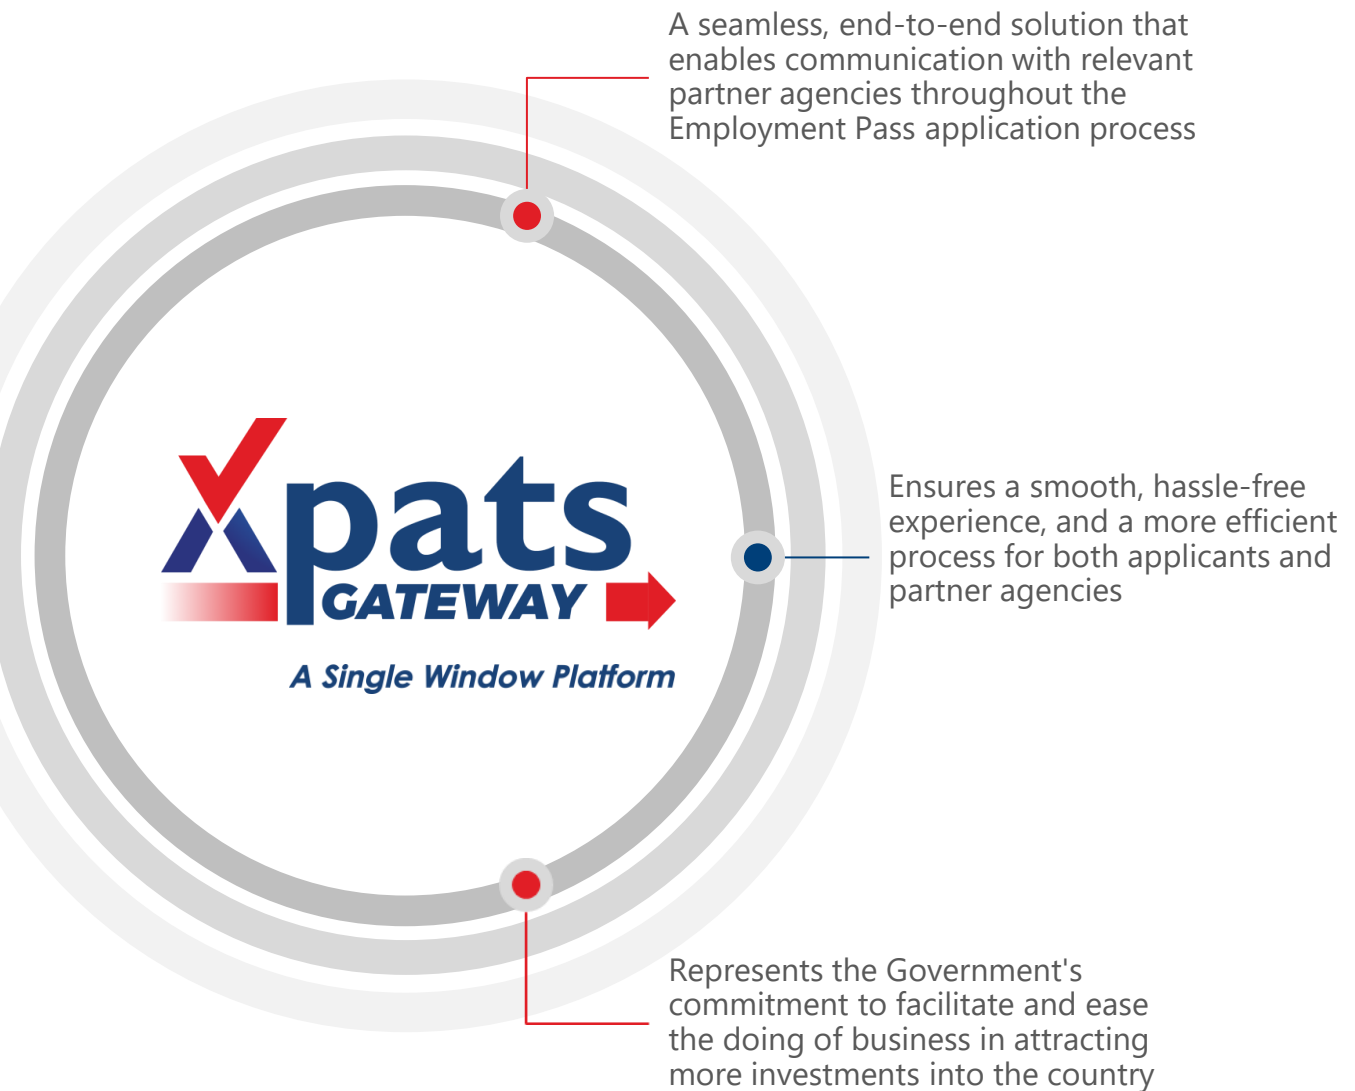 A seamless, end-to-end solution that
enables communication with relevant
partner agencies throughout the
Employment Pass application process
Xpats
GATEWAY
A Single Window Platform
Ensures a smooth, hassle-free
experience, and a more efficient
process for both applicants and
partner agencies
Represents the Government's
commitment to facilitate and ease
the doing of business in attracting
more investments into the country